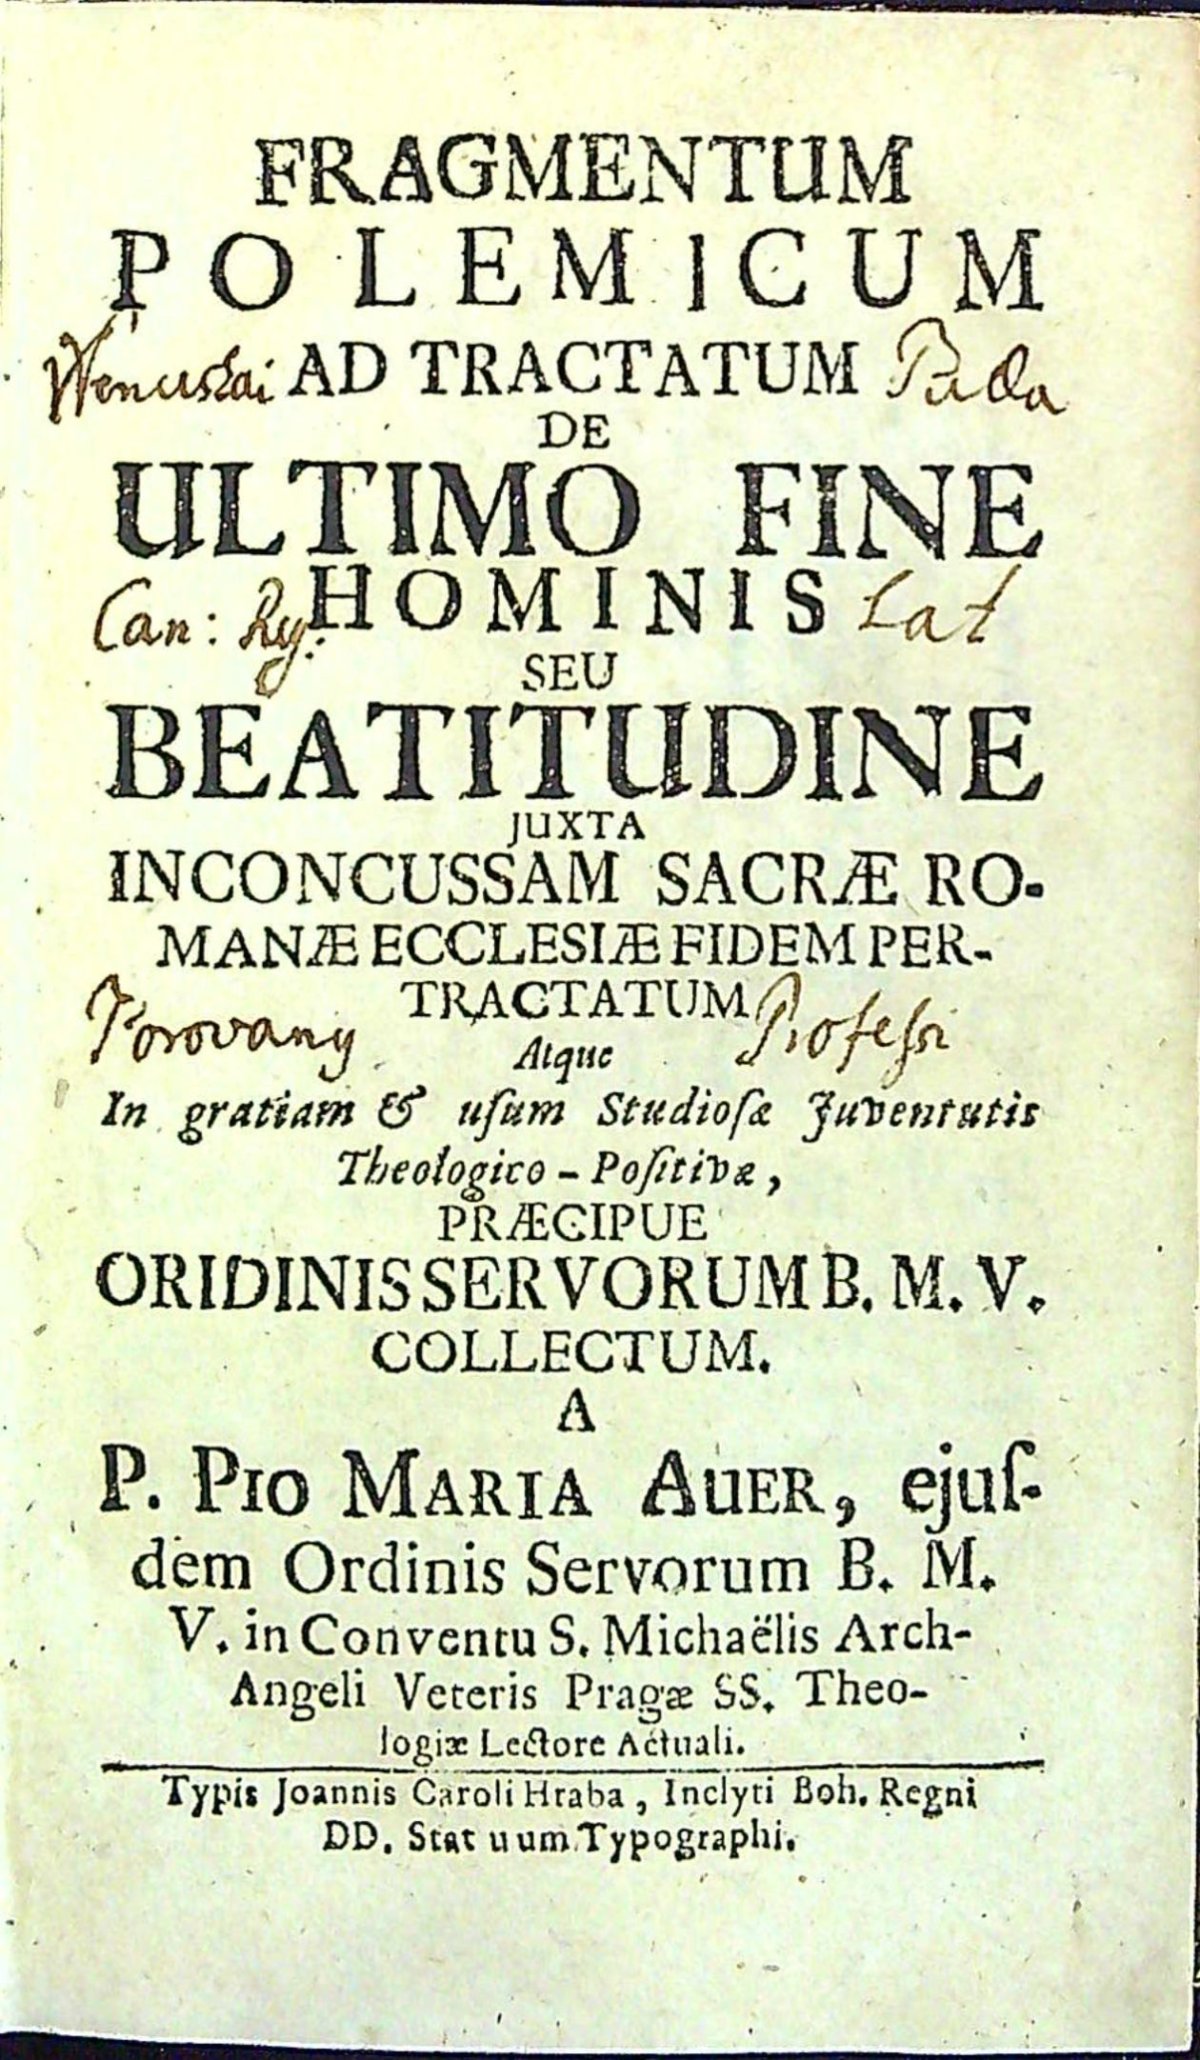 FRAGMENTUM
POLEMICUM
AD TRACTATUM
DE
ULTIMO FINE
Can: Reg: HOMINIS Lat
SEU
BEATITUDINE
JUXTA
INCONCUSSAM SACRÆ RO-
MANÆ ECCLESIÆ FIDEM PER-
TRACTATUM
Professi
Atque
In gratiam & uſum Studioſæ Juventutis
Theologico - Poſitivæ,
PRÆCIPUE
ORIDINIS SERVORUM B. M. V.
COLLECTUM.
A
P. PIO MARIA AUER, ejuſ-
dem Ordinis Servorum B. M.
V. in Conventu S. Michaëlis Arch-
Angeli Veteris Pragæ SS. Theo-
logiæ Lectore Actuali.
Typis Joannis Caroli Hraba, Inclyti Boh. Regni
DD. Stat uum Typographi.